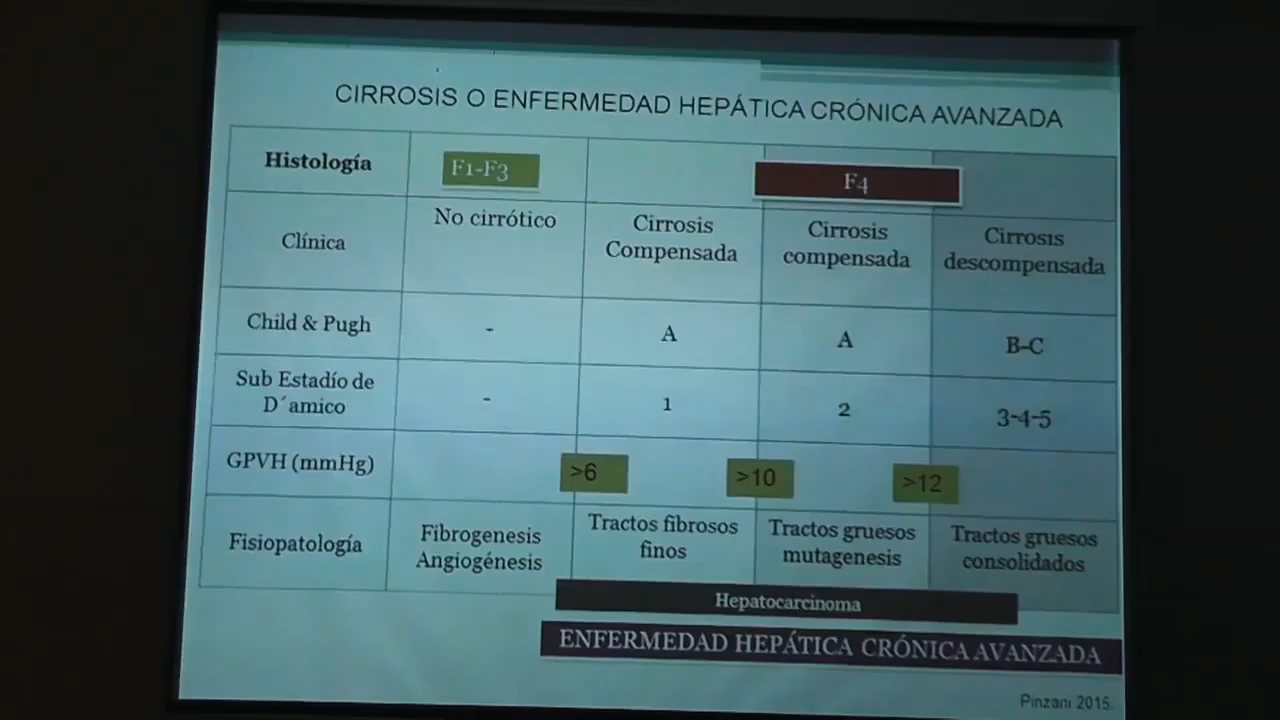 CIRROSIS O ENFERMEDAD HEPÁTICA CRÓNICA AVANZADA
Histología
F1-F3
F4
Clínica
No cirrótico
Cirrosis
Compensada
Cirrosis
compensada
Cirrosis
descompensada
Child & Pugh
-
A
A
B-C
Sub Estadío de
D´amico
-
1
2
3-4-5
GPVH (mmHg)
>6
>10
>12
Fisiopatología
Fibrogenesis
Angiogénesis
Tractos fibrosos
finos
Tractos gruesos
mutagenesis
Tractos gruesos
consolidados
Hepatocarcinoma
ENFERMEDAD HEPÁTICA CRÓNICA AVANZADA
Pinzani 2015.